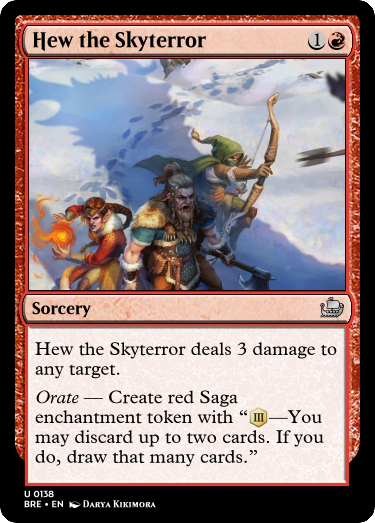 Hew the Skyterror 1
Sorcery
Hew the Skyterror deals 3 damage to
any target.
Orate — Create red Saga
enchantment token with “III—You
may discard up to two cards. If you
do, draw that many cards.”
U 0138
BRE • EN Darya Kikimora